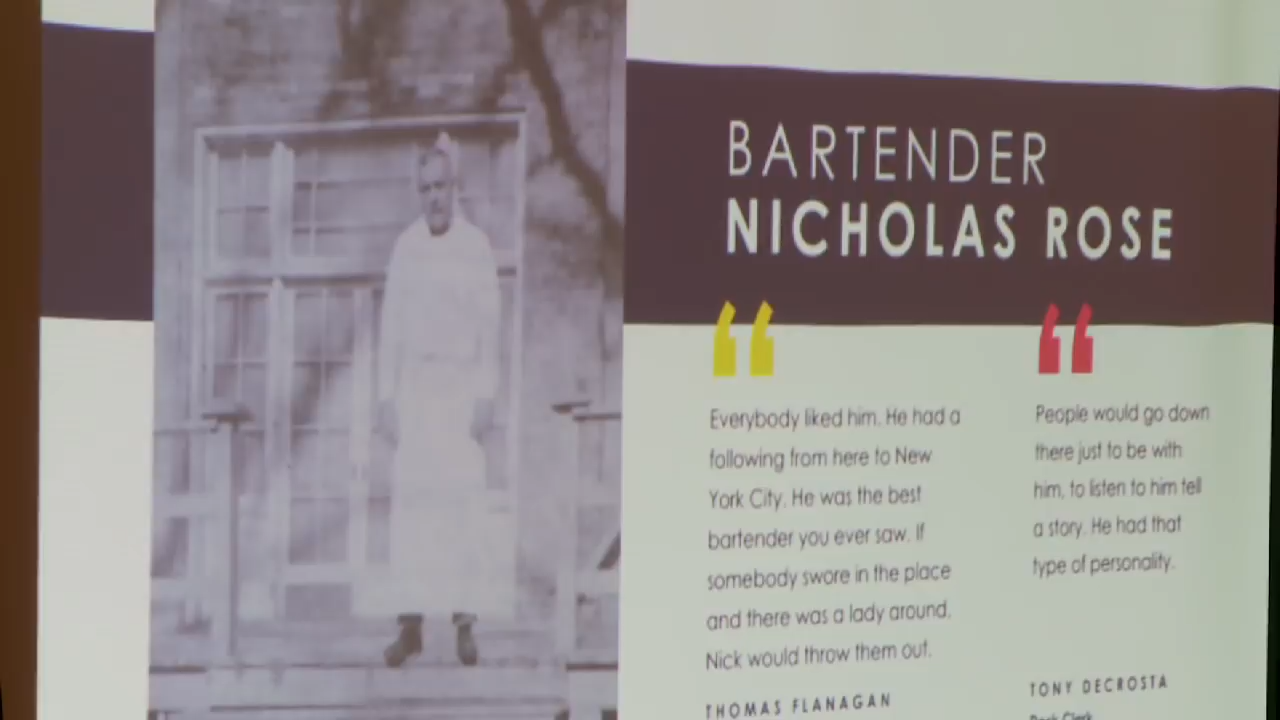 BARTENDER
NICHOLAS ROSE
Everybody liked him. He had a
following from here to New
York City. He was the best
bartender you ever saw. If
somebody swore in the place
and there was a lady around,
Nick would throw them out.
THOMAS FLANAGAN
People would go down
there just to be with
him, to listen to him tell
a story. He had that
type of personality.
TONY DECROSTA
Desk Clerk